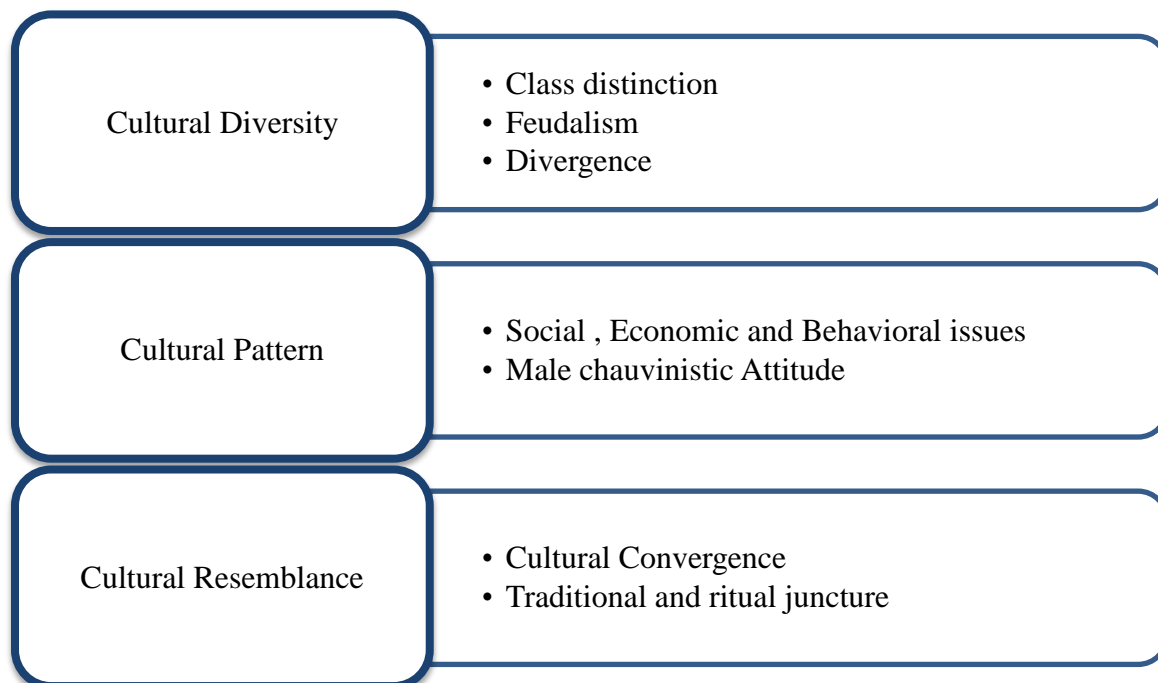 Cultural Diversity
• Class distinction
• Feudalism
• Divergence
Cultural Pattern
• Social , Economic and Behavioral issues
• Male chauvinistic Attitude
Cultural Resemblance
• Cultural Convergence
• Traditional and ritual juncture